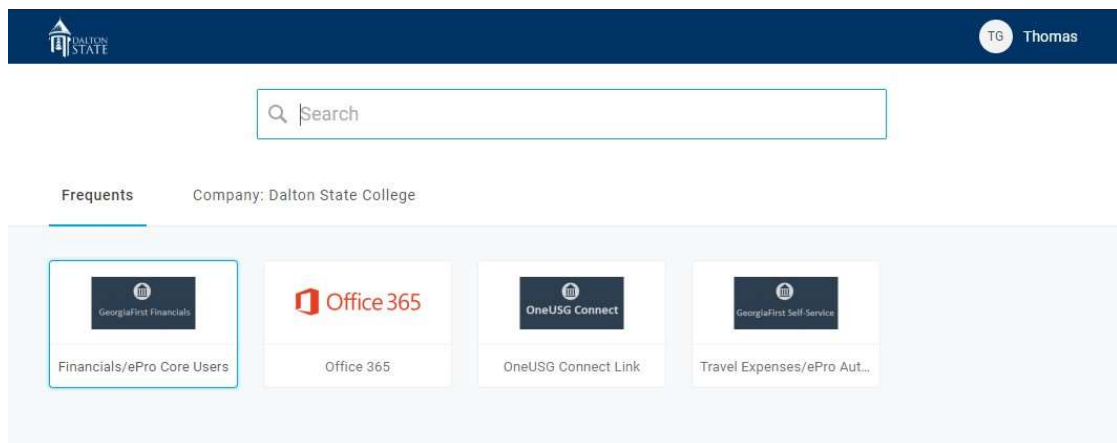 DALTON
STATE
TG Thomas
Search
Frequents Company: Dalton State College
GeorgiaFirst Financials
Office 365
OneUSG Connect
GeorgiaFirst Self-Service
Financials/ePro Core Users
Office 365
OneUSG Connect Link
Travel Expenses/ePro Aut...